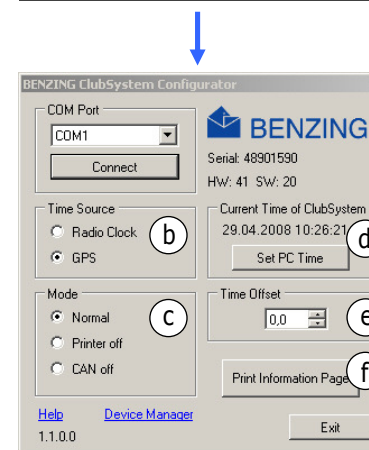 BENZING ClubSystem Configurator
COM Port
COM1
Connect
BENZING
Serial: 48901590
HW: 41 SW: 20
Time Source
Radio Clock
GPS
b
Current Time of ClubSystem
29.04.2008 10:26:21
d
Set PC Time
Mode
Normal
Printer off
CAN off
c
Time Offset
0,0
e
Print Information Page
f
Help
Device Manager
1.1.0.0
Exit